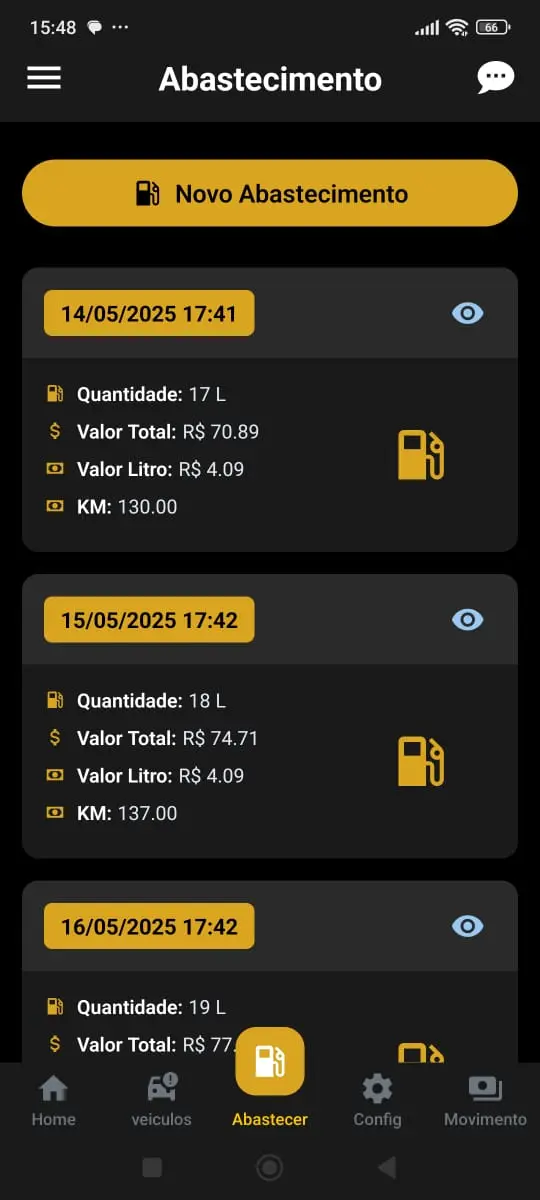 15:48
66
Abastecimento
Novo Abastecimento
14/05/2025 17:41
Quantidade: 17 L
Valor Total: R$ 70.89
Valor Litro: R$ 4.09
KM: 130.00
15/05/2025 17:42
Quantidade: 18 L
Valor Total: R$ 74.71
Valor Litro: R$ 4.09
KM: 137.00
16/05/2025 17:42
Quantidade: 19 L
Valor Total: R$ 77.
Home
veiculos
Abastecer
Config
Movimento